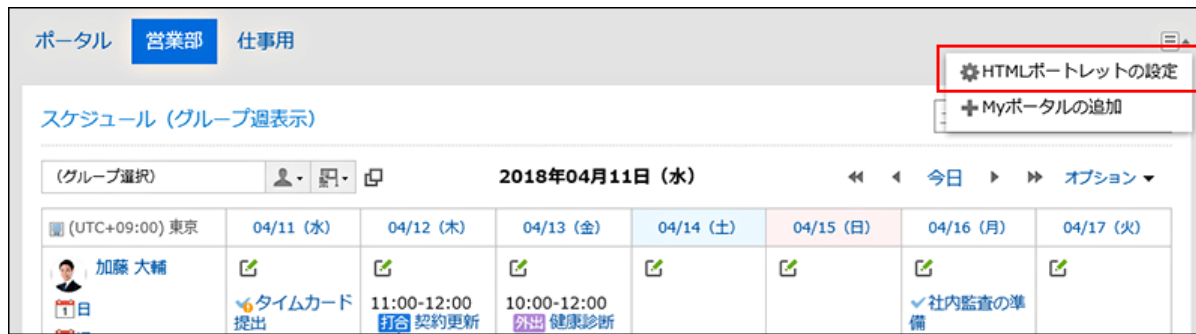 ポータル 営業部 仕事用
HTMLポートレットの設定
Myポータルの追加
スケジュール（グループ週表示）
（グループ選択） 2018年04月11日（水） 今日 オプション
(UTC+09:00) 東京 04/11（水） 04/12（木） 04/13（金） 04/14（土） 04/15（日） 04/16（月） 04/17（火）
加藤 大輔
日 タイムカード提出 11:00-12:00 打合 契約更新 10:00-12:00 外出 健康診断 社内監査の準備